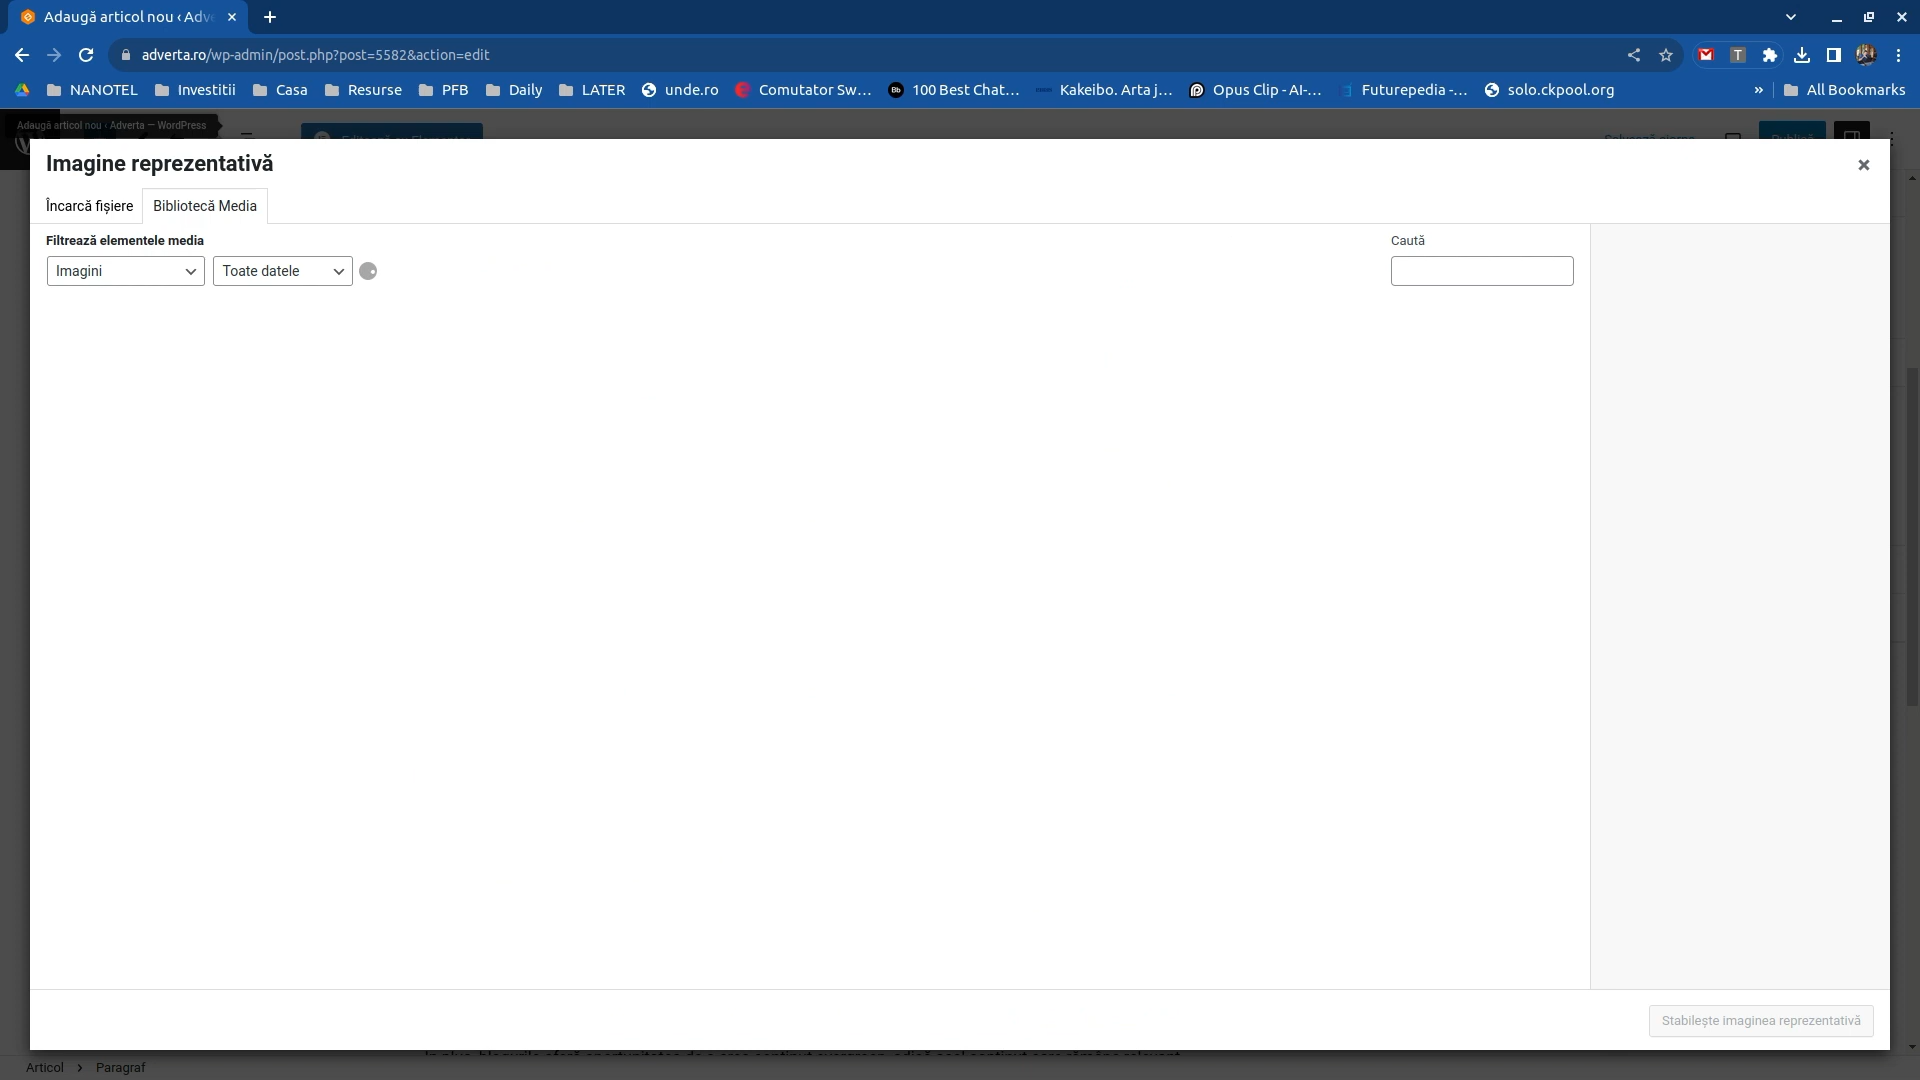 Adaugă articol nou ‹ Adve
adverta.ro/wp-admin/post.php?post=5582&action=edit
NANOTEL
Investitii
Casa
Resurse
PFB
Daily
LATER
unde.ro
Comutator Sw...
100 Best Chat...
Kakeibo. Arta j...
Opus Clip - AI-...
Futurepedia -...
solo.ckpool.org
»
All Bookmarks
Adaugă articol nou ‹ Adverta — WordPress
Imagine reprezentativă
Încarcă fișiere
Bibliotecă Media
Filtrează elementele media
Caută
Imagini
Toate datele
Stabilește imaginea reprezentativă
Articol › Paragraf